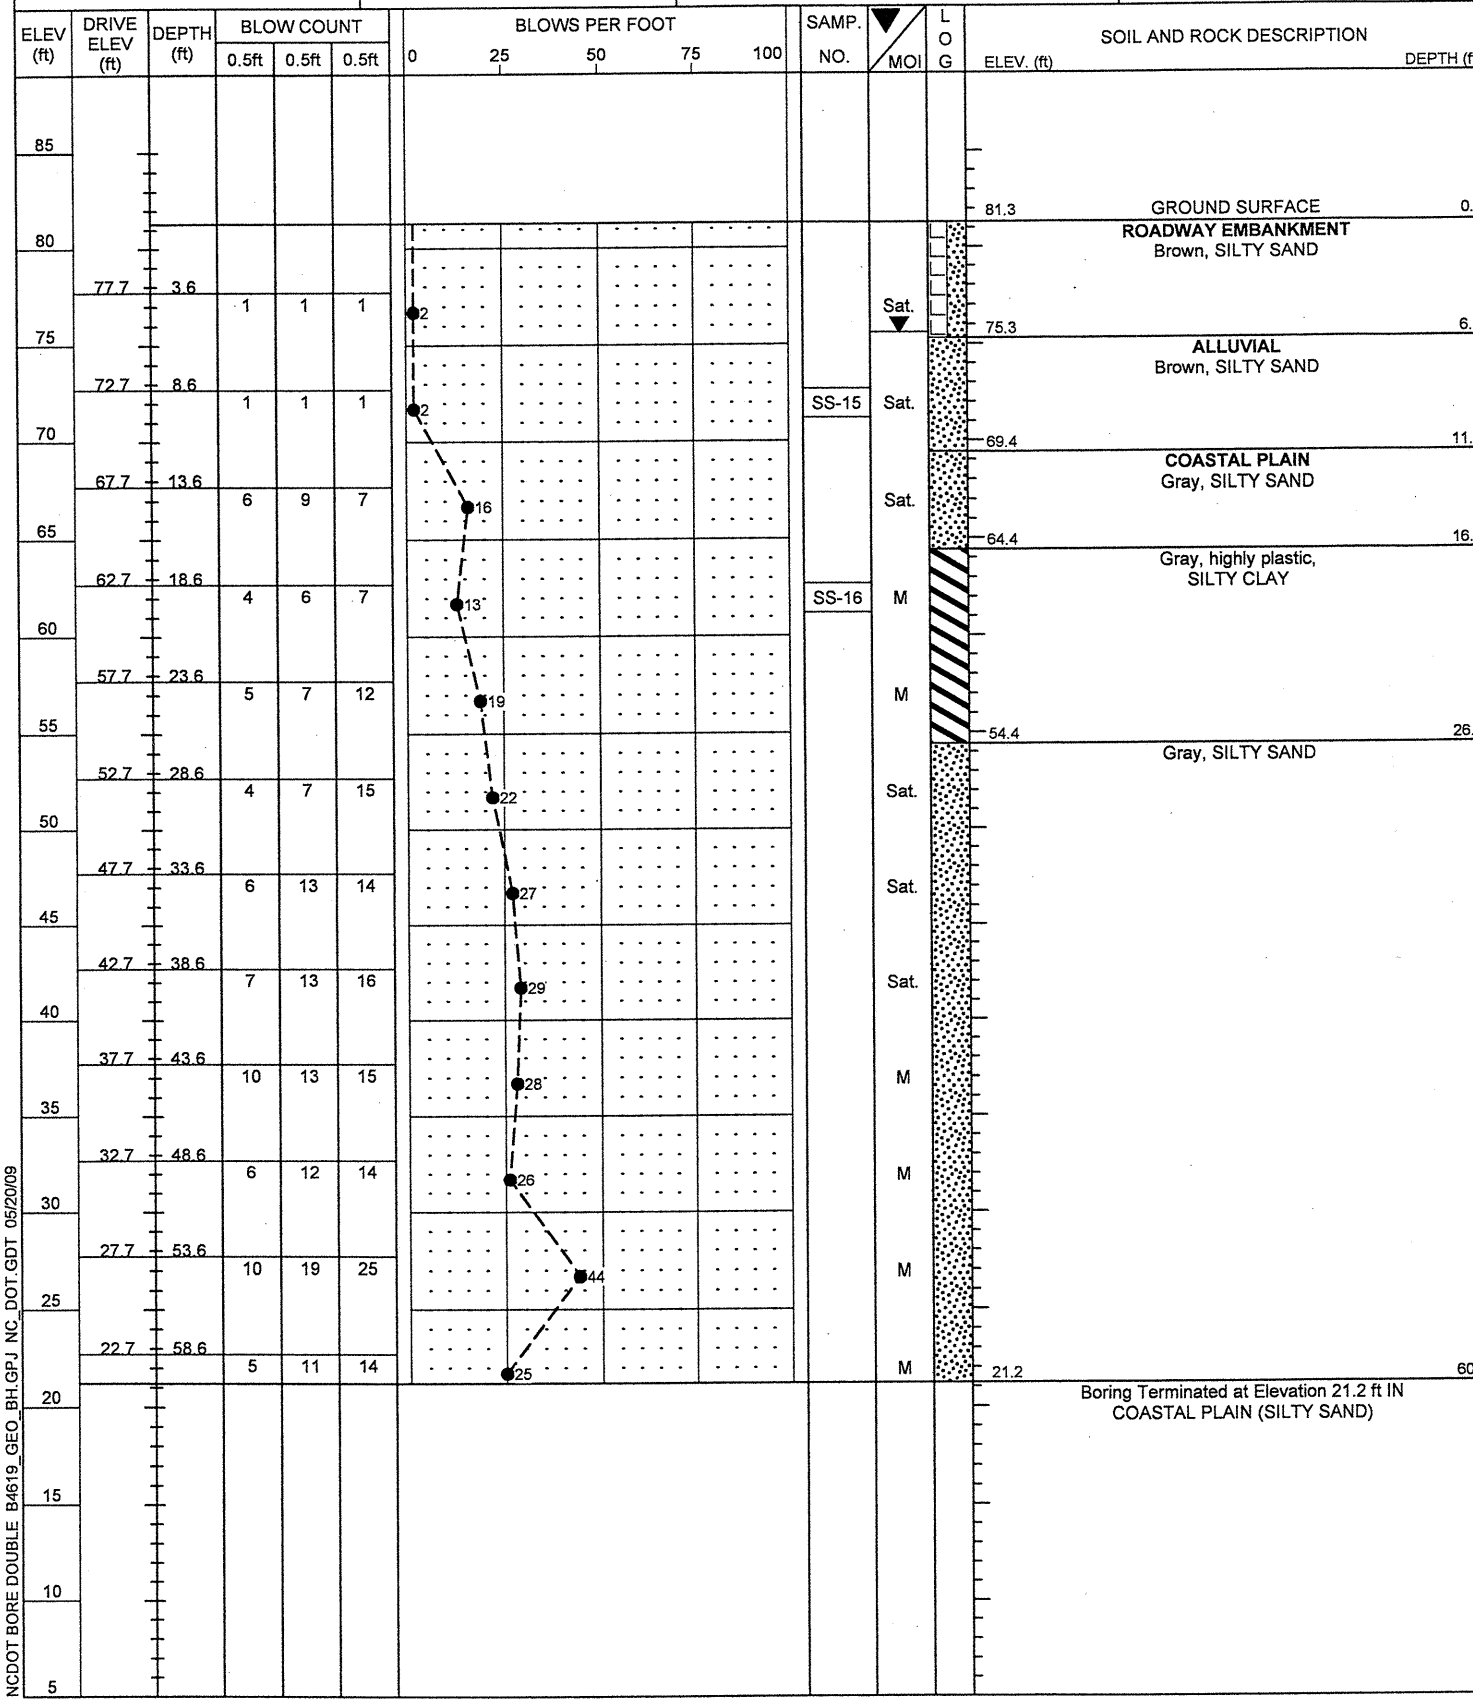 ELEV (ft) DRIVE ELEV (ft) DEPTH (ft) BLOW COUNT BLOWS PER FOOT SAMP. NO. MOI LOG SOIL AND ROCK DESCRIPTION
0.5ft 0.5ft 0.5ft 0 25 50 75 100 ELEV. (ft) DEPTH (f
85
81.3 GROUND SURFACE 0.
ROADWAY EMBANKMENT
80 Brown, SILTY SAND
77.7 3.6
1 1 1 2 Sat.
75 75.3 6.
ALLUVIAL
Brown, SILTY SAND
72.7 8.6
1 1 1 2 SS-15 Sat.
70 69.4 11.
COASTAL PLAIN
67.7 13.6 Gray, SILTY SAND
6 9 7 16 Sat.
65 64.4 16.
Gray, highly plastic,
62.7 18.6 SILTY CLAY
4 6 7 13 SS-16 M
60
57.7 23.6
5 7 12 19 M
55 54.4 26.
Gray, SILTY SAND
52.7 28.6
4 7 15 22 Sat.
50
47.7 33.6
6 13 14 27 Sat.
45
42.7 38.6
7 13 16 29 Sat.
40
37.7 43.6
10 13 15 28 M
35
32.7 48.6
6 12 14 26 M
30
27.7 53.6
10 19 25 44 M
25
22.7 58.6
5 11 14 25 M 21.2 60
20 Boring Terminated at Elevation 21.2 ft IN
COASTAL PLAIN (SILTY SAND)
15
10
5
NCDOT BORE DOUBLE B4619_GEO_BH.GPJ NC_DOT.GDT 05/20/09